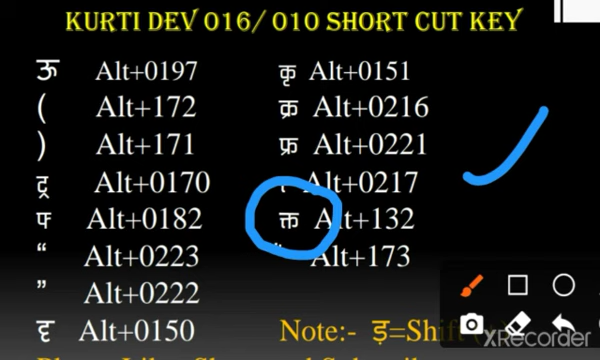 KURTI DEV 016/ 010 SHORT CUT KEY
ऊ Alt+0197 कृ Alt+0151
( Alt+172 क्र Alt+0216
) Alt+171 फ्र Alt+0221
द्र Alt+0170 Alt+0217
फ् Alt+0182 क्त Alt+132
“ Alt+0223 Alt+173
” Alt+0222
दृ Alt+0150 Note:- ड़=Shift
XRecorder